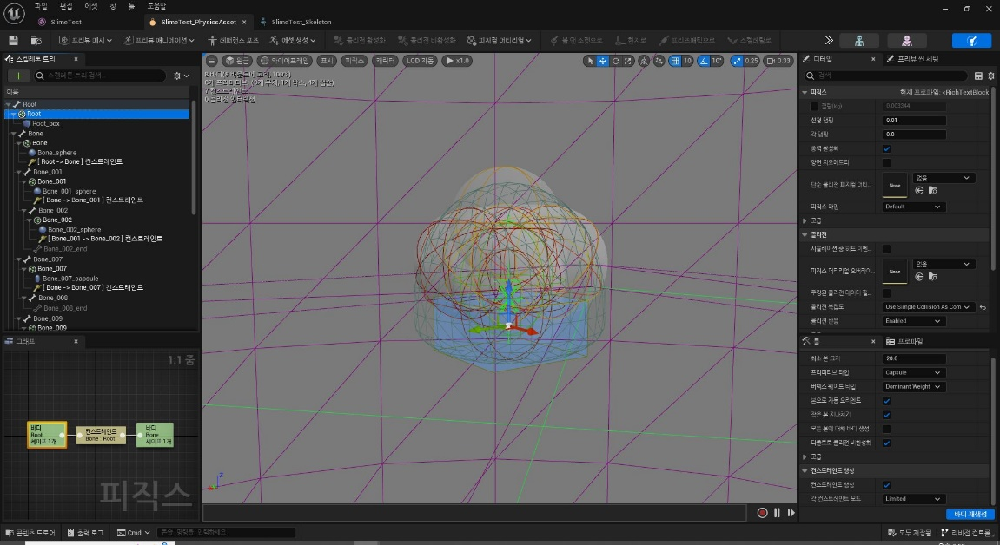 파일 편집 에셋 창 툴 도움말
SlimeTest
SlimeTest_PhysicsAsset
SlimeTest_Skeleton
프리뷰 메시
프리뷰 애니메이션
레퍼런스 포즈
에셋 생성
콜리전 활성화
콜리전 비활성화
피지컬 머티리얼
스켈레톤 트리
스켈레톤 트리 검색...
이름
Root
Root
Root_box
Bone
Bone
Bone_sphere
[ Root -> Bone ] 컨스트레인트
Bone_001
Bone_001
Bone_001_sphere
[ Bone -> Bone_001 ] 컨스트레인트
Bone_002
Bone_002
Bone_002_sphere
[ Bone_001 -> Bone_002 ] 컨스트레인트
Bone_002_end
Bone_007
Bone_007
Bone_007_capsule
[ Bone -> Bone_007 ] 컨스트레인트
Bone_008
Bone_008_end
Bone_009
Bone_009
그래프
1:1 줌
바디
Root
셰이프 1개
컨스트레인트
Bone : Root
바디
Bone
셰이프 1개
피직스
원근
와이어프레임
표시
피직스
캐릭터
LOD 자동
x1.0
10
10°
0.25
0.33
Z
디테일
프리뷰 씬 세팅
검색
피직스
현재 프로파일: <RichTextBlock
질량(kg)
0.003344
선형 댐핑
0.01
각 댐핑
0.0
중력 활성화
양면 지오메트리
단순 콜리전 피지컬 머티...
None
없음
피직스 타입
Default
고급
콜리전
시뮬레이션 중 히트 이벤...
피직스 머티리얼 오버라이...
None
없음
콜리전 복잡도
Use Simple Collision As Com
콜리전 반응
Enabled
툴
프로파일
최소 본 크기
20.0
프리미티브 타입
Capsule
버텍스 웨이트 타입
Dominant Weight
본으로 자동 오리엔트
작은 본 지나치기
모든 본에 대해 바디 생성
디폴트로 콜리전 비활성화
고급
컨스트레인트 생성
컨스트레인트 생성
각 컨스트레인트 모드
Limited
바디 재생성
콘텐츠 드로어
출력 로그
Cmd
콘솔 명령을 입력하세요.
모두 저장됨
리비전 컨트롤